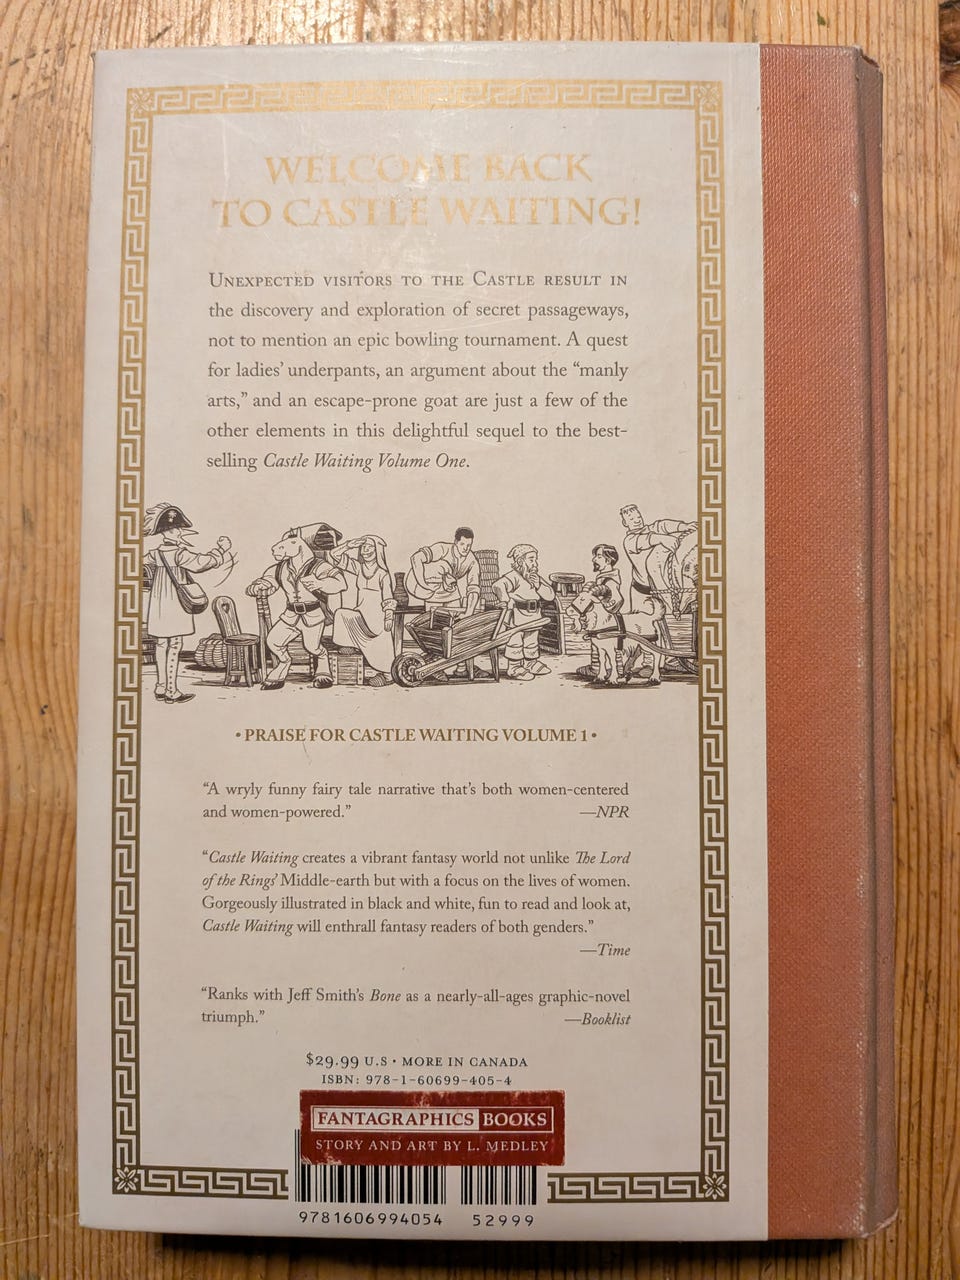 WELCOME BACK
TO CASTLE WAITING!
UNEXPECTED VISITORS TO THE CASTLE RESULT IN
the discovery and exploration of secret passageways,
not to mention an epic bowling tournament. A quest
for ladies' underpants, an argument about the “manly
arts,” and an escape-prone goat are just a few of the
other elements in this delightful sequel to the best-
selling Castle Waiting Volume One.
• PRAISE FOR CASTLE WAITING VOLUME 1 •
“A wryly funny fairy tale narrative that’s both women-centered
and women-powered.” —NPR
“Castle Waiting creates a vibrant fantasy world not unlike The Lord
of the Rings’ Middle-earth but with a focus on the lives of women.
Gorgeously illustrated in black and white, fun to read and look at,
Castle Waiting will enthrall fantasy readers of both genders.”
—Time
“Ranks with Jeff Smith’s Bone as a nearly-all-ages graphic-novel
triumph.” —Booklist
$29.99 U.S • MORE IN CANADA
ISBN: 978-1-60699-405-4
FANTAGRAPHICS BOOKS
STORY AND ART BY L. MEDLEY
9781606994054 52999